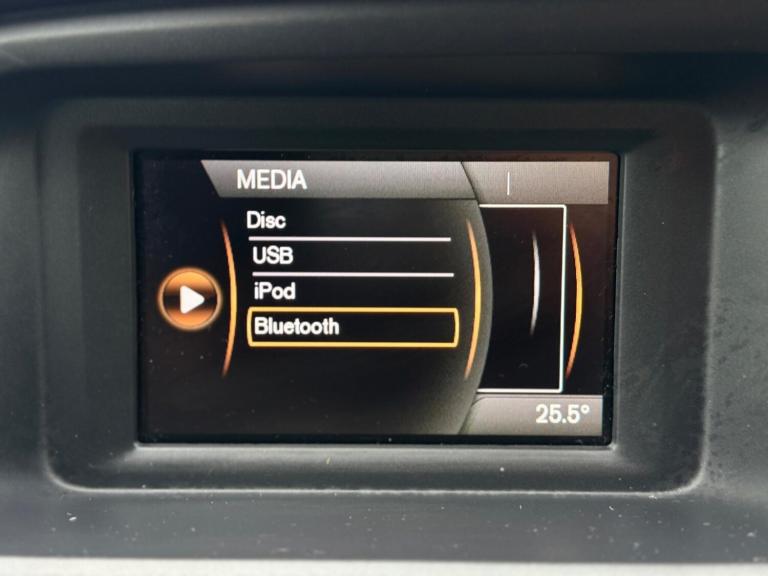 MEDIA
Disc
USB
iPod
Bluetooth
25.5°